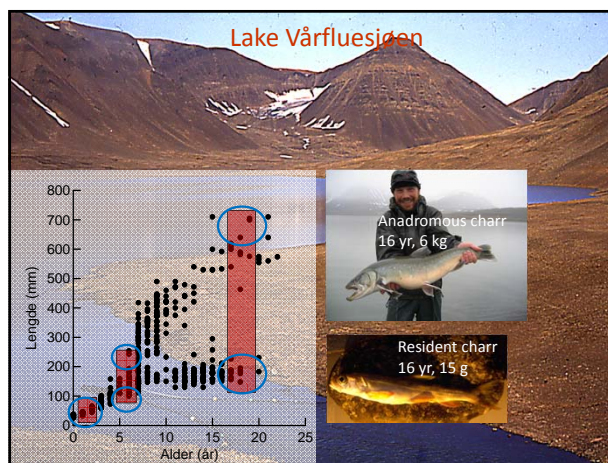 Lake Vårfluesjøen
800
700
600
500
400
300
200
100
0
Lengde (mm)
0 5 10 15 20 25
Alder (år)
Anadromous charr
16 yr, 6 kg
Resident charr
16 yr, 15 g